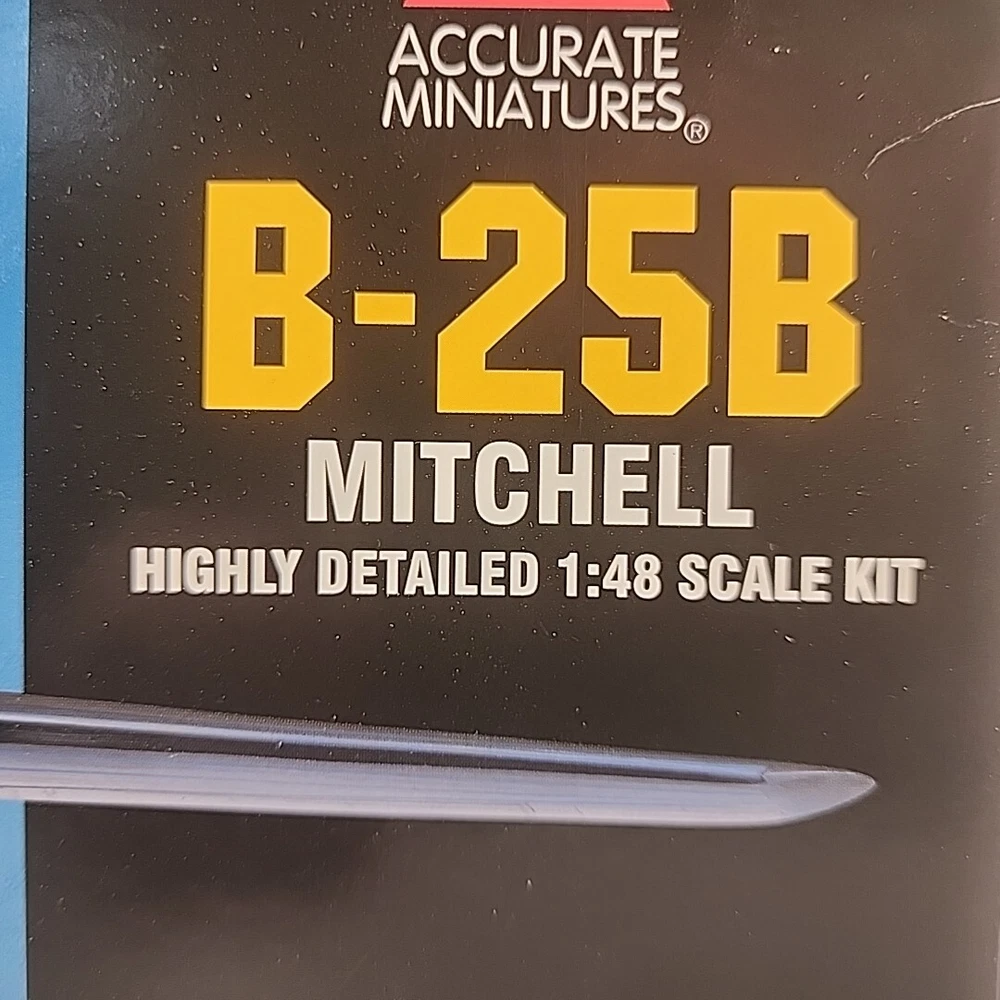 ACCURATE
MINIATURES®
B-25B
MITCHELL
HIGHLY DETAILED 1:48 SCALE KIT